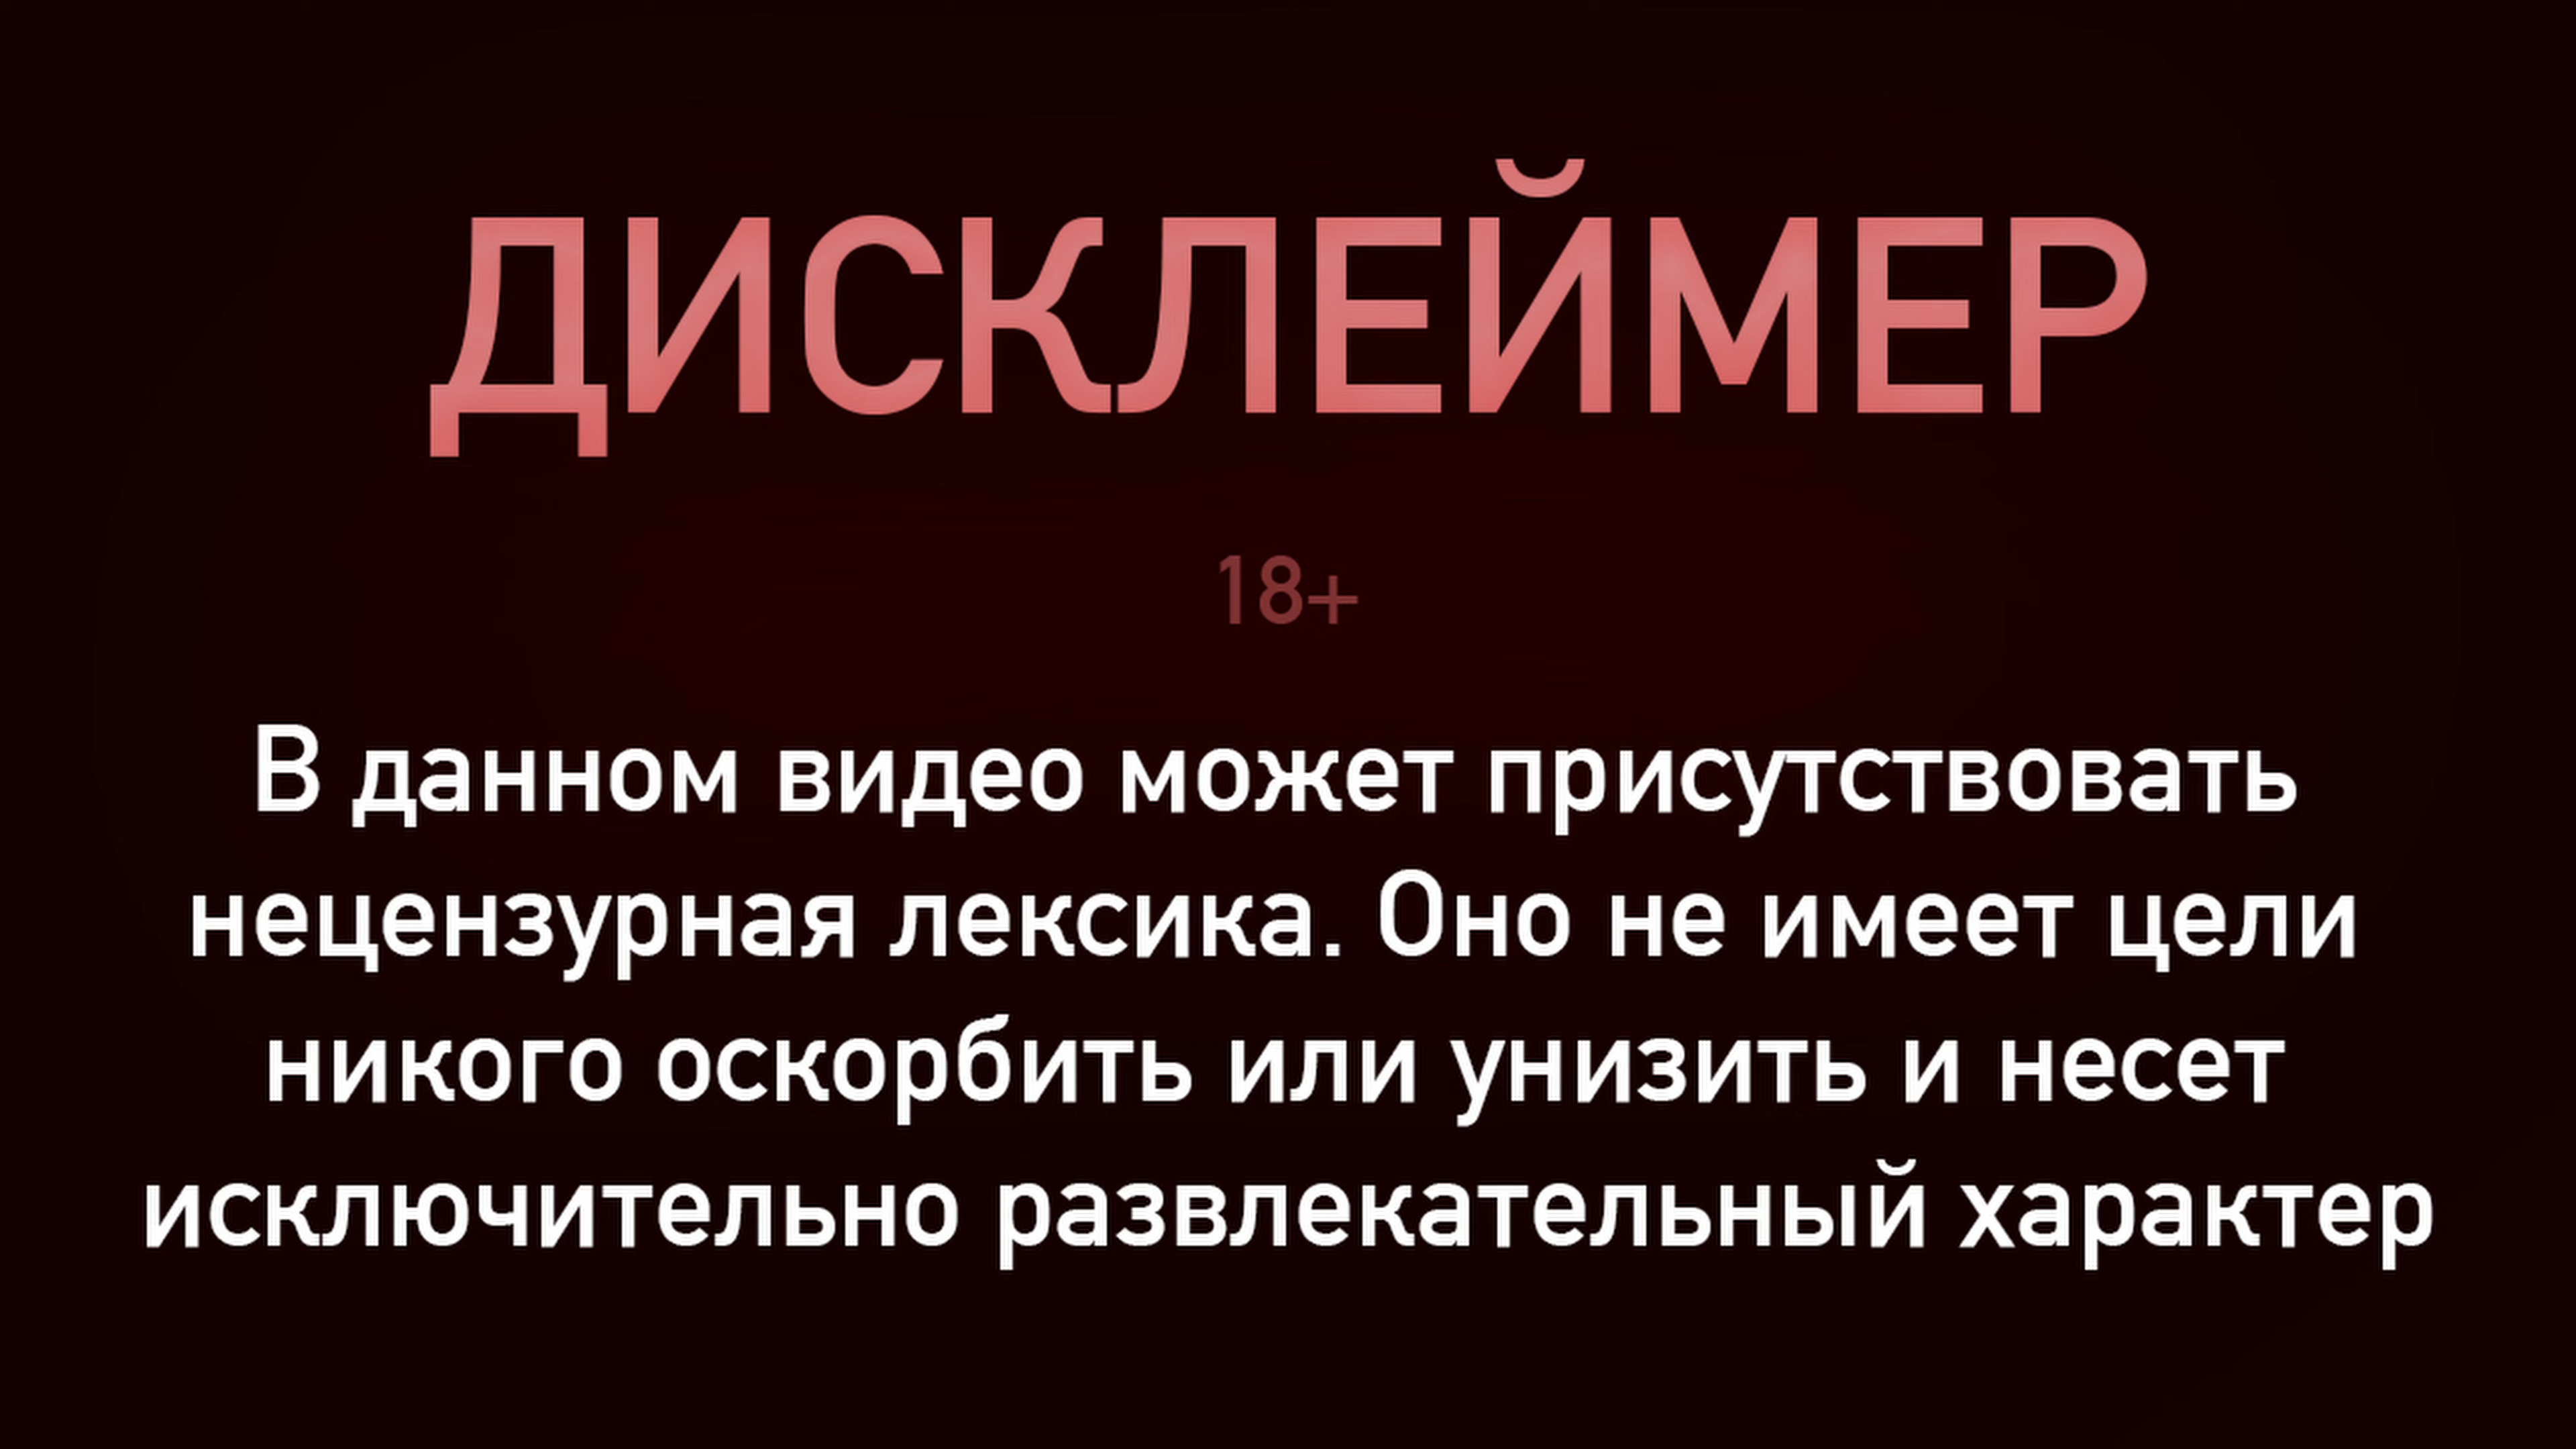 ДИСКЛЕЙМЕР
18+
В данном видео может присутствовать
нецензурная лексика. Оно не имеет цели
никого оскорбить или унизить и несет
исключительно развлекательный характер